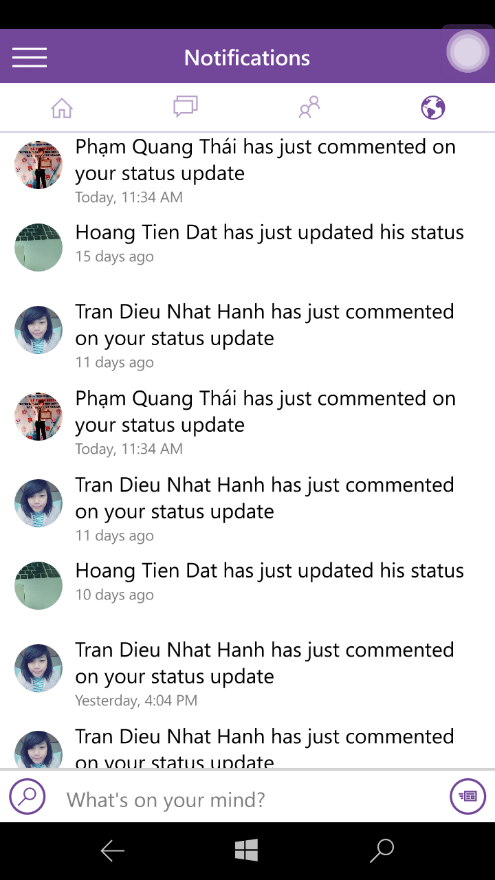 Notifications
Phạm Quang Thái has just commented on
your status update
Today, 11:34 AM
Hoang Tien Dat has just updated his status
15 days ago
Tran Dieu Nhat Hanh has just commented
on your status update
11 days ago
Phạm Quang Thái has just commented on
your status update
Today, 11:34 AM
Tran Dieu Nhat Hanh has just commented
on your status update
11 days ago
Hoang Tien Dat has just updated his status
10 days ago
Tran Dieu Nhat Hanh has just commented
on your status update
Yesterday, 4:04 PM
Tran Dieu Nhat Hanh has just commented
on your status update
What's on your mind?